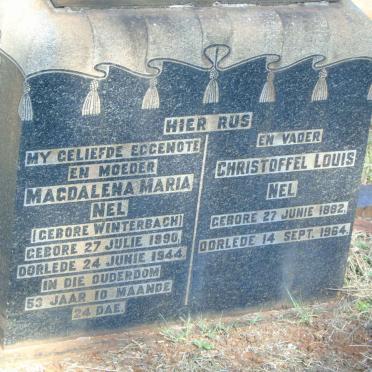 HIER RUS
MY GELIEFDE EGGENOTE
EN MOEDER
MAGDALENA MARIA
NEL
(GEBORE WINTERBACH)
GEBORE 27 JULIE 1890,
OORLEDE 24 JUNIE 1944.
IN DIE OUDERDOM
53 JAAR 10 MAANDE
24 DAE.
EN VADER
CHRISTOFFEL LOUIS
NEL
GEBORE 27 JUNIE 1882,
OORLEDE 14 SEPT. 1964.